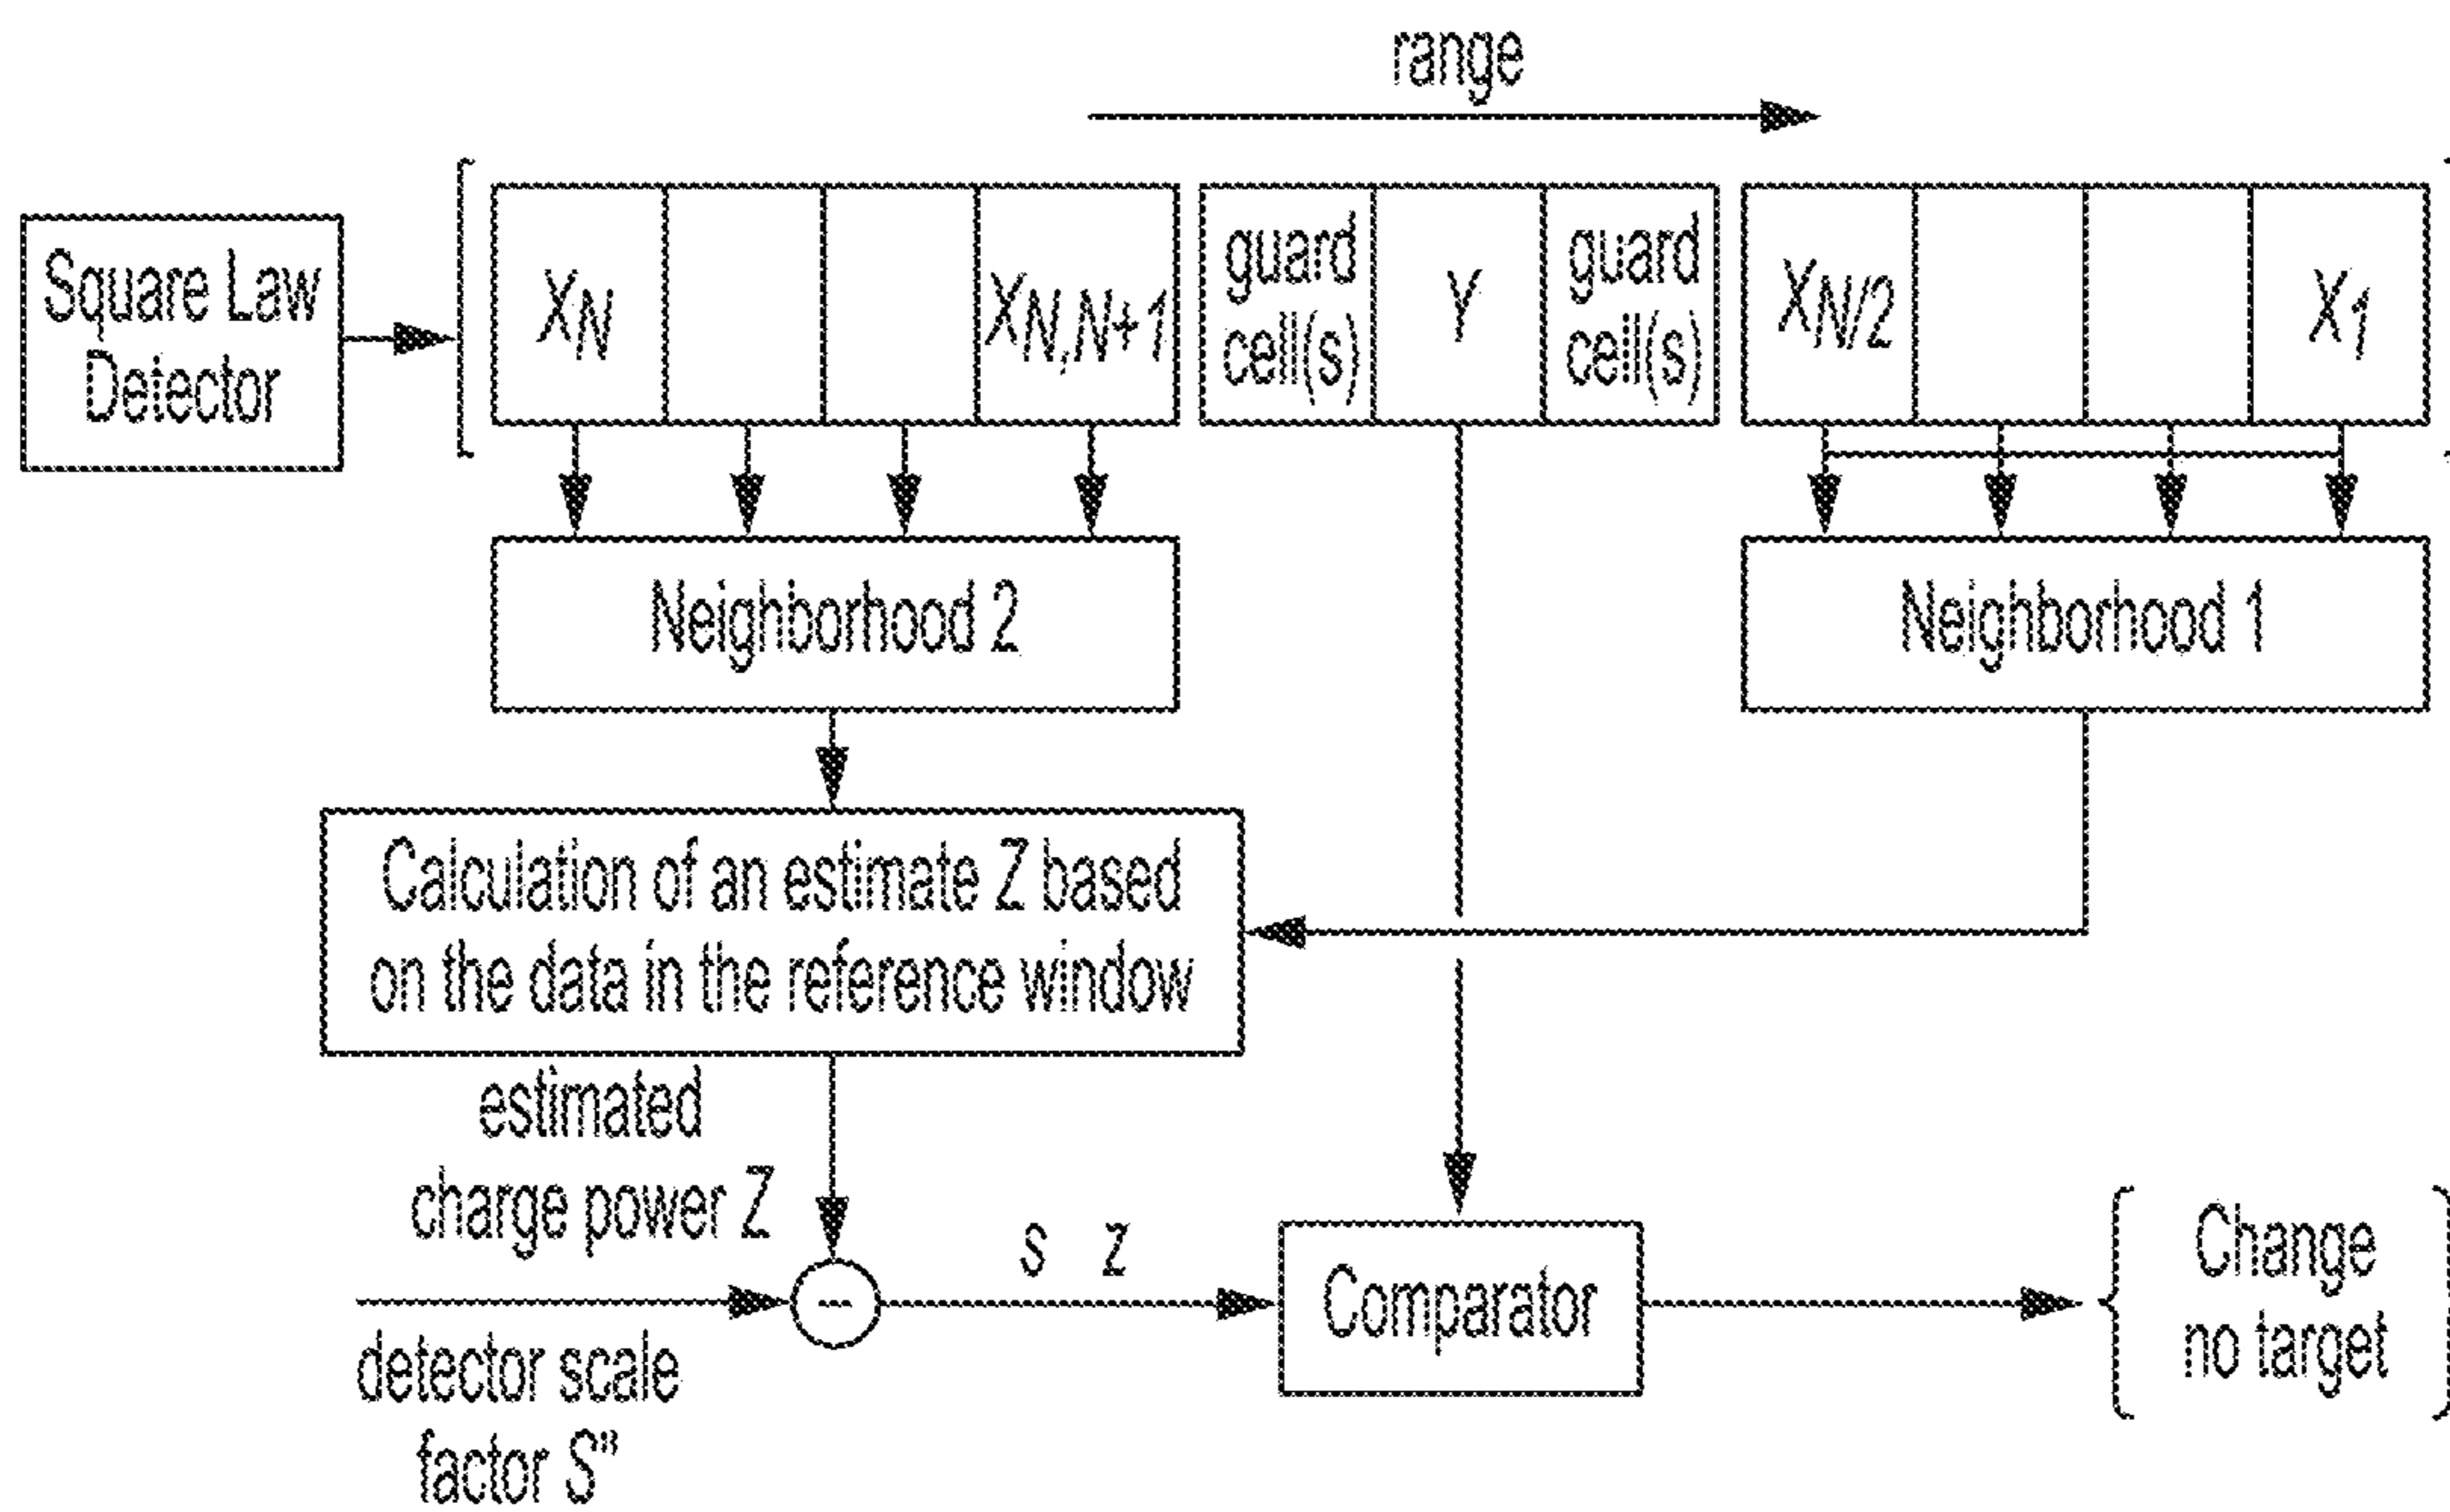 range
Square Law
Detector
XN
XN,N+1
guard
cell(s)
Y
guard
cell(s)
XN/2
X1
Neighborhood 2
Neighborhood 1
Calculation of an estimate Z based
on the data in the reference window
estimated
charge power Z
s z
detector scale
factor S"
Comparator
Change
no target